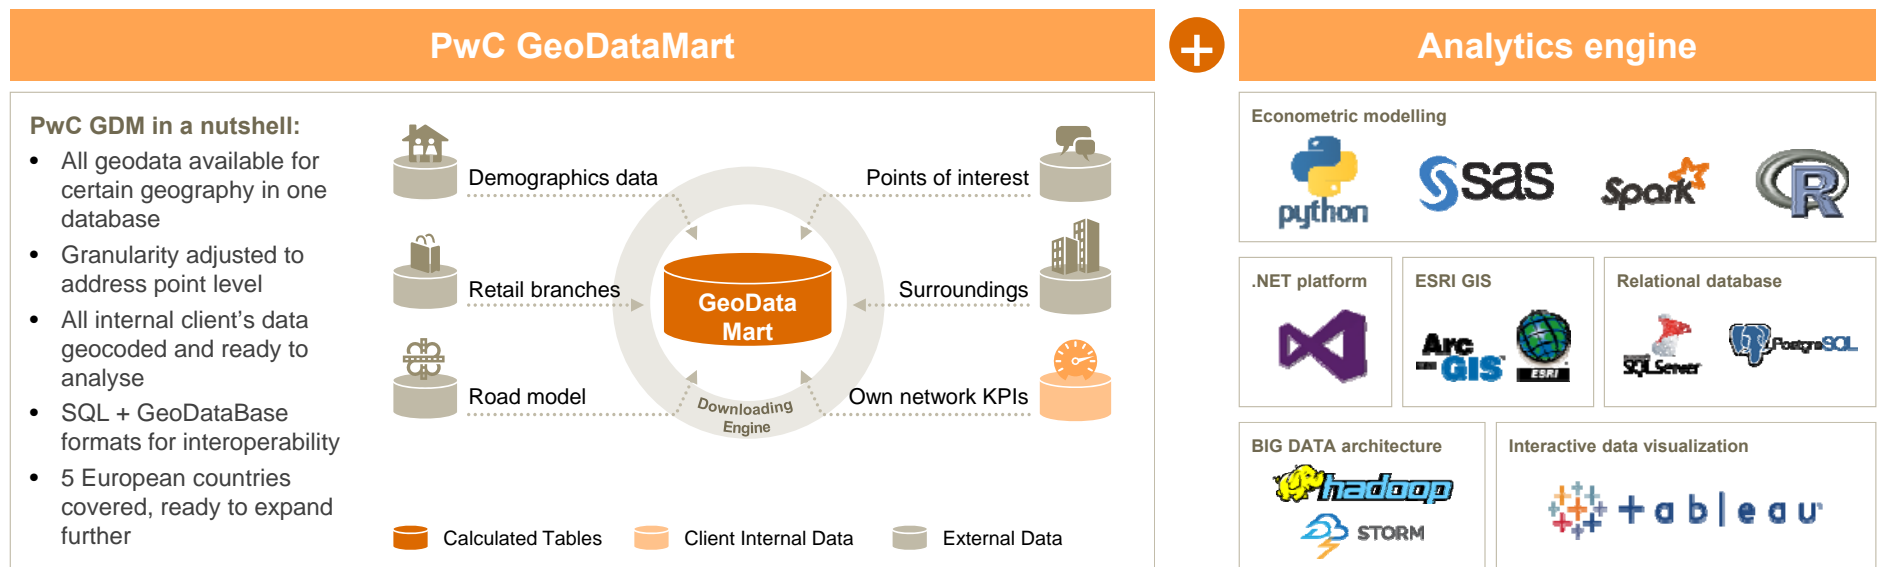 PwC GeoDataMart
+
Analytics engine
PwC GDM in a nutshell:
• All geodata available for
certain geography in one
database
• Granularity adjusted to
address point level
• All internal client's data
geocoded and ready to
analyse
• SQL + GeoDataBase
formats for interoperability
• 5 European countries
covered, ready to expand
further
Demographics data
Retail branches
Road model
Points of interest
Surroundings
Own network KPIs
GeoData
Mart
Downloading
Engine
Calculated Tables
Client Internal Data
External Data
Econometric modelling
python
sas
Spark
R
.NET platform
ESRI GIS
Arc
GIS
ESRI
Relational database
SQL Server
PostgreSQL
BIG DATA architecture
hadoop
STORM
Interactive data visualization
+ableau